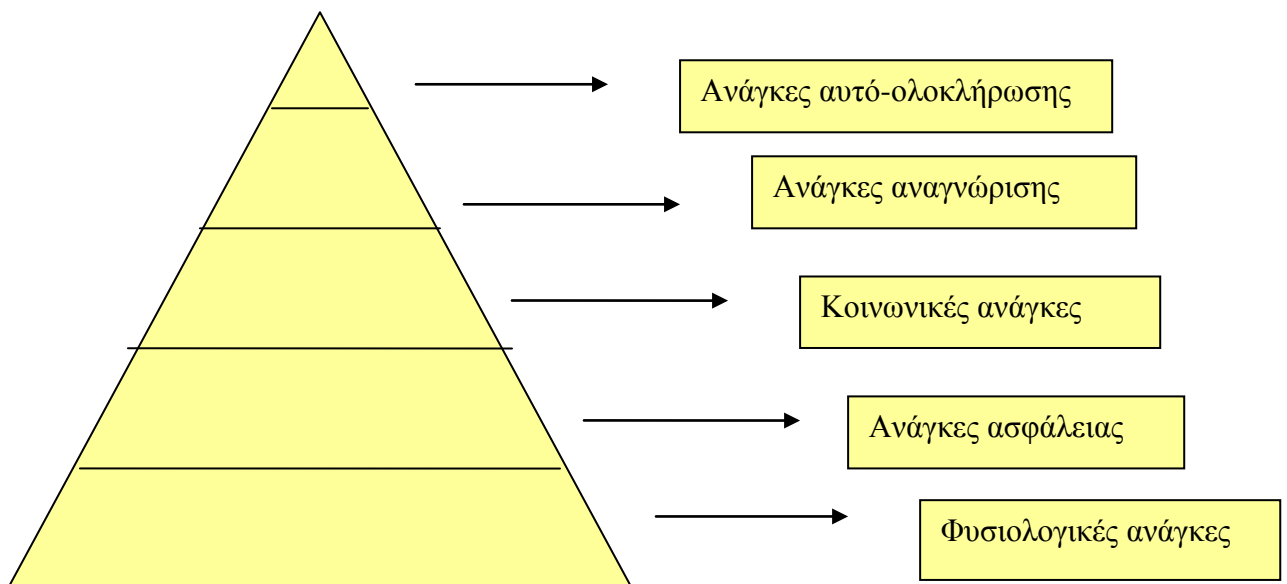 Ανάγκες αυτό-ολοκλήρωσης
Ανάγκες αναγνώρισης
Κοινωνικές ανάγκες
Ανάγκες ασφάλειας
Φυσιολογικές ανάγκες